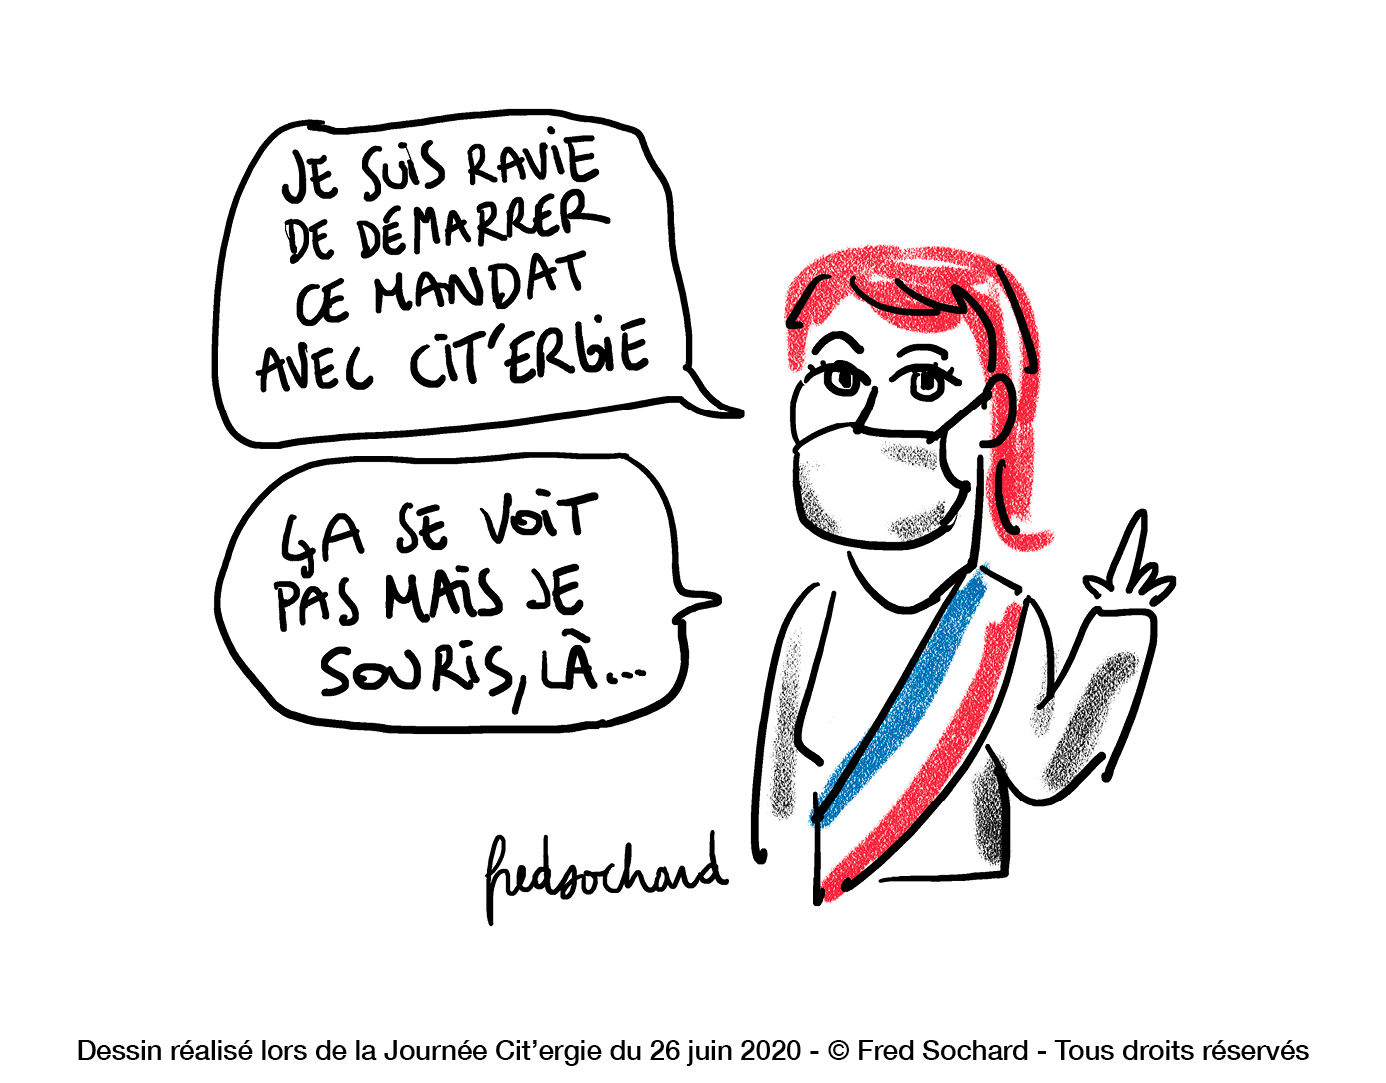 JE SUIS RAVIE
DE DÉMARRER
CE MANDAT
AVEC CIT'ERGIE
ÇA SE VOIT
PAS MAIS JE
SOURIS, LÀ...
fredsochard
Dessin réalisé lors de la Journée Cit’ergie du 26 juin 2020 - © Fred Sochard - Tous droits réservés